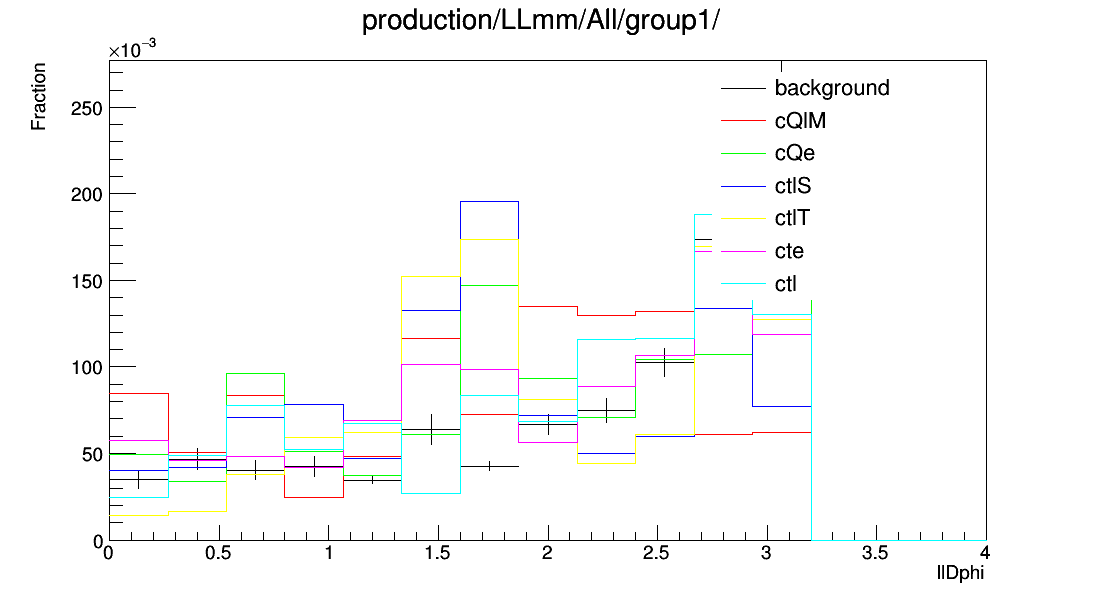 production/LLmm/All/group1/
×10⁻³
Fraction
250
200
150
100
50
0
background
cQlM
cQe
ctlS
ctlT
cte
ctl
0 0.5 1 1.5 2 2.5 3 3.5 4
llDphi